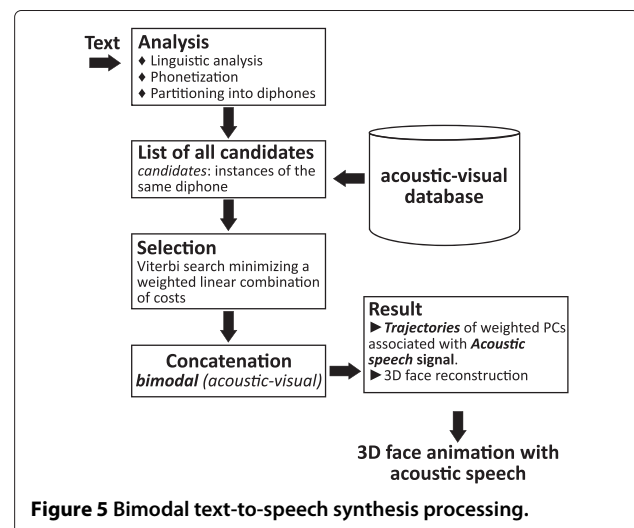 Text
Analysis
♦ Linguistic analysis
♦ Phonetization
♦ Partitioning into diphones
List of all candidates
candidates: instances of the
same diphone
acoustic-visual
database
Selection
Viterbi search minimizing a
weighted linear combination
of costs
Concatenation
bimodal (acoustic-visual)
Result
►Trajectories of weighted PCs
associated with Acoustic
speech signal.
►3D face reconstruction
3D face animation with
acoustic speech
Figure 5 Bimodal text-to-speech synthesis processing.